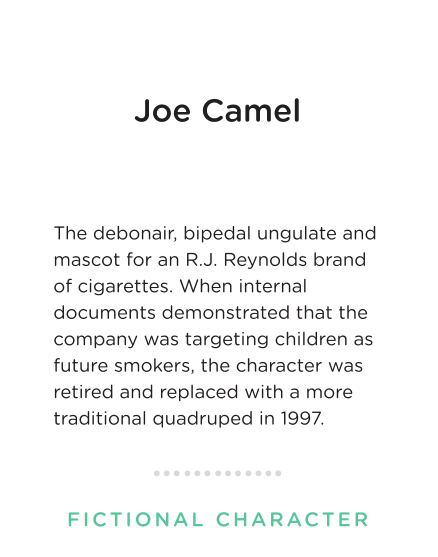 Joe Camel
The debonair, bipedal ungulate and
mascot for an R.J. Reynolds brand
of cigarettes. When internal
documents demonstrated that the
company was targeting children as
future smokers, the character was
retired and replaced with a more
traditional quadruped in 1997.
FICTIONAL CHARACTER